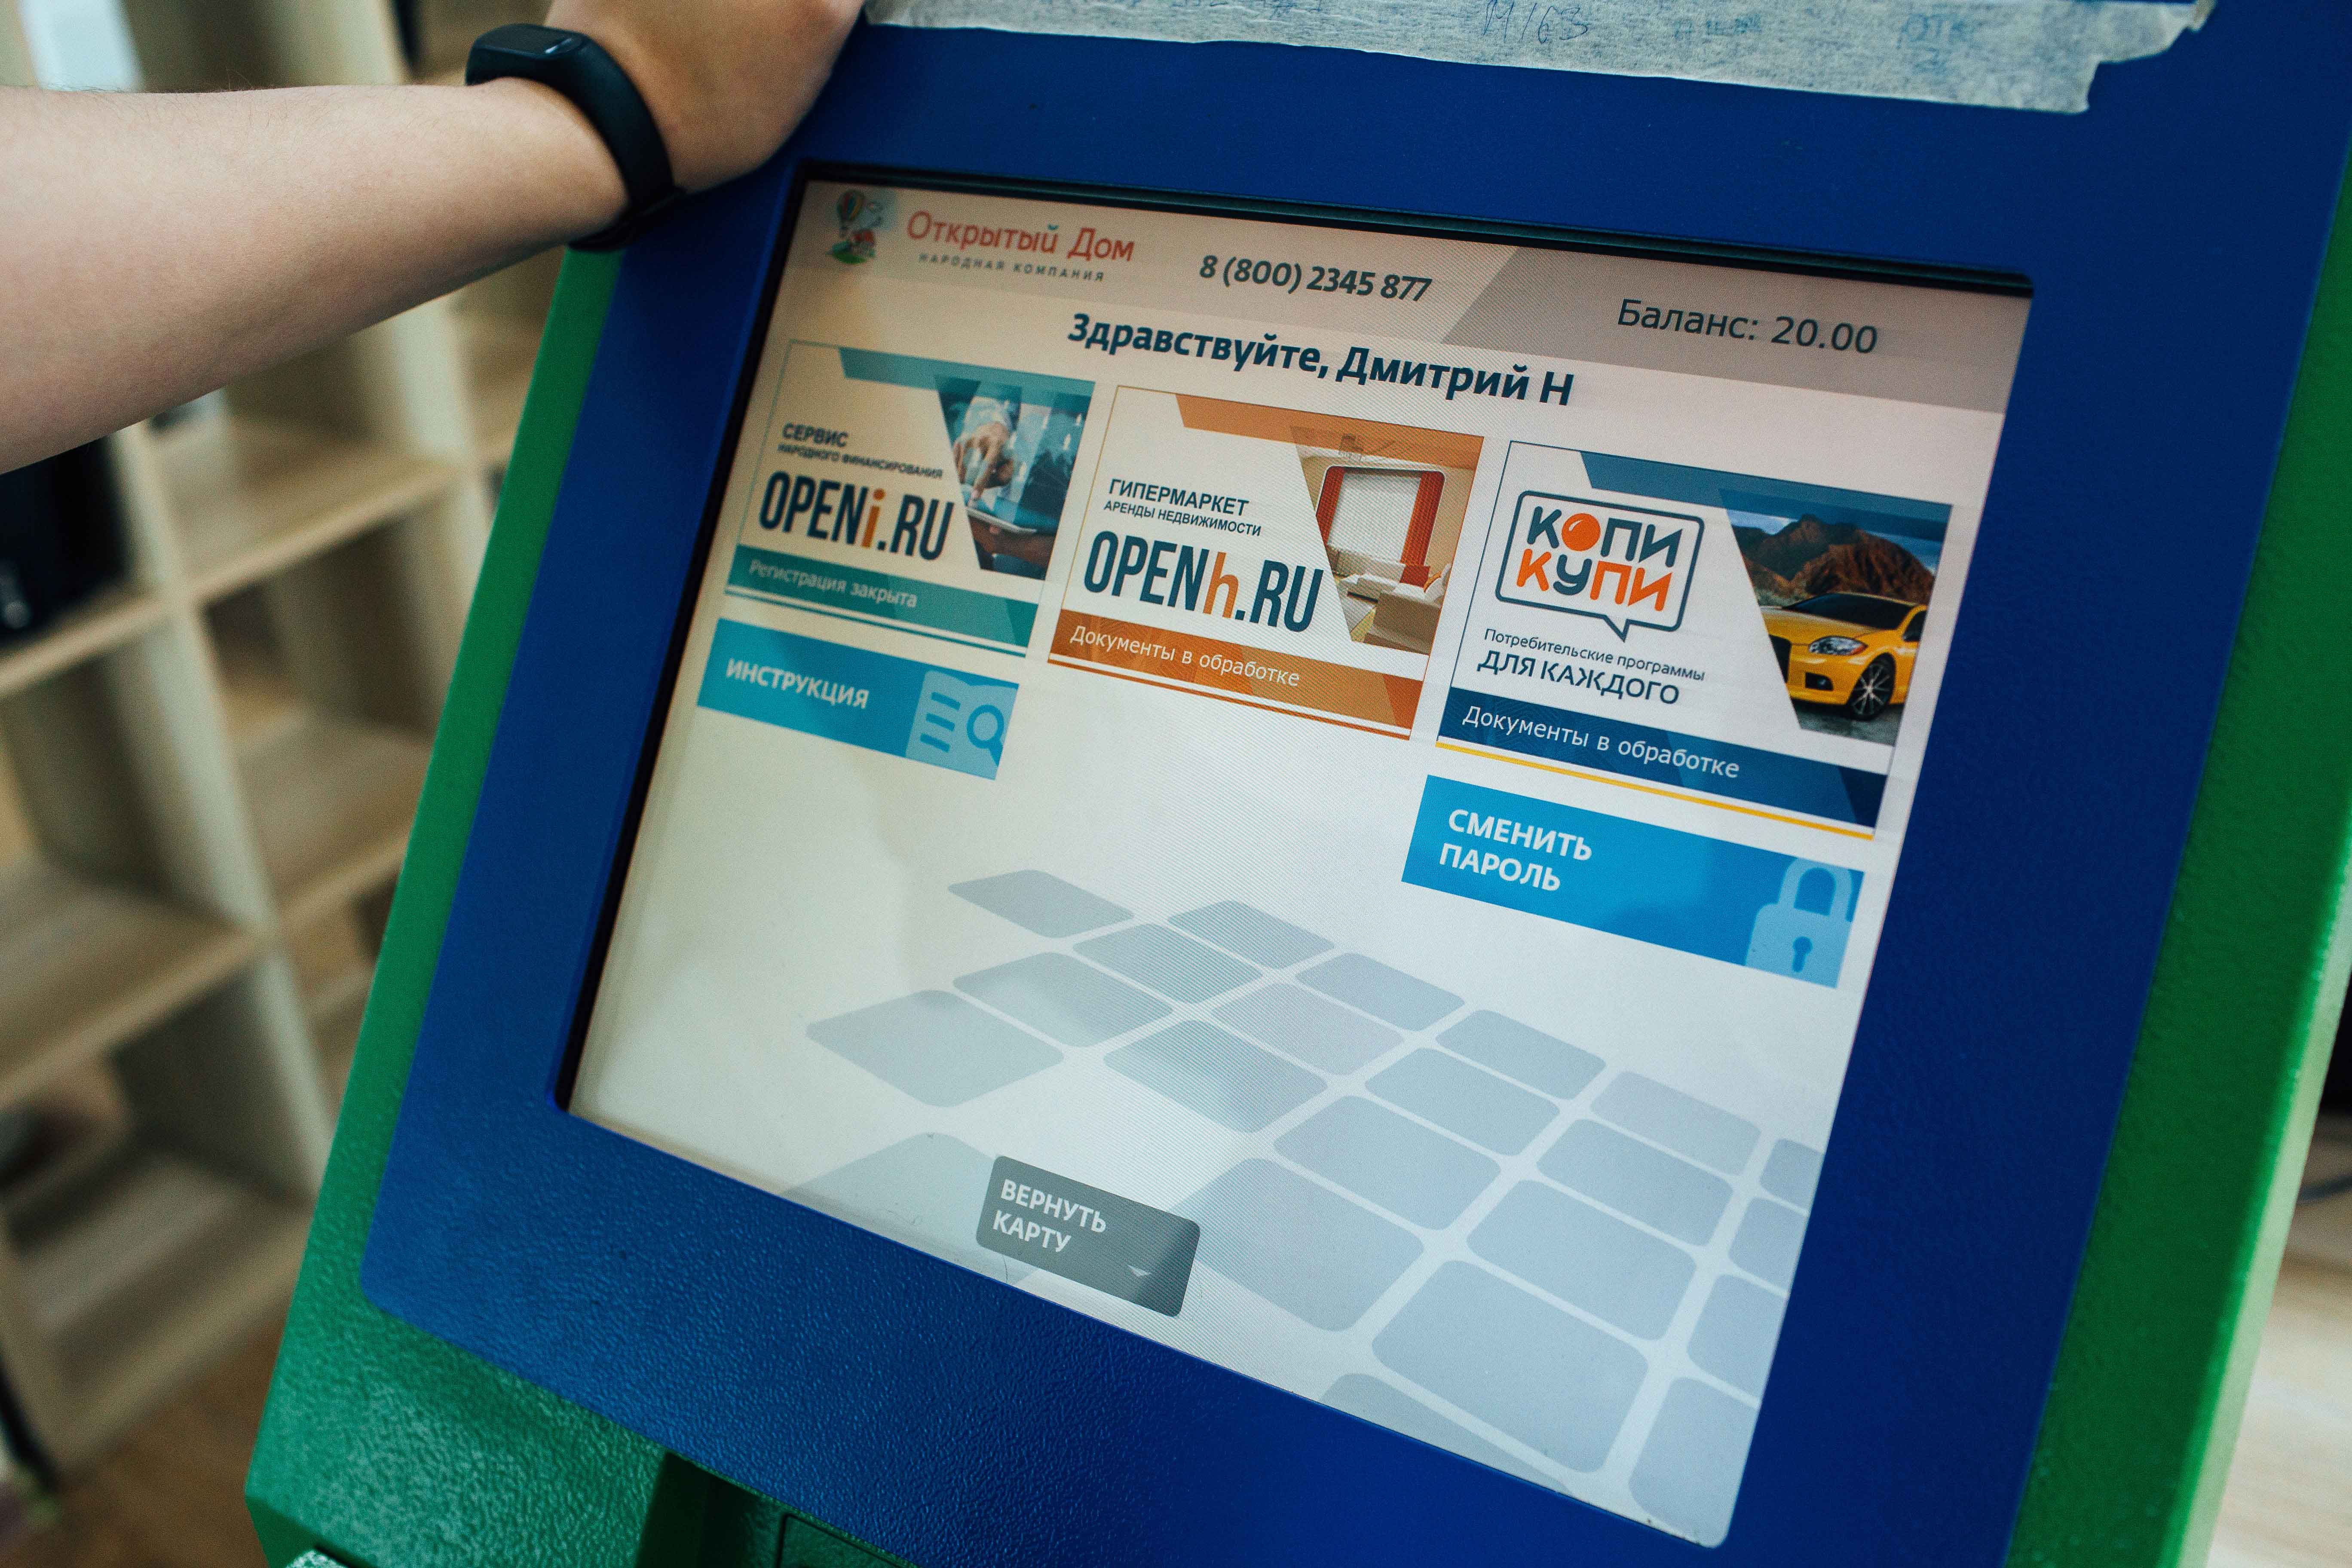 М/63
Открытый Дом
НАРОДНАЯ КОМПАНИЯ
8 (800) 2345 877
Баланс: 20.00
Здравствуйте, Дмитрий Н
СЕРВИС
НАРОДНОГО ФИНАНСИРОВАНИЯ
OPENi.RU
Регистрация закрыта
ГИПЕРМАРКЕТ
АРЕНДЫ НЕДВИЖИМОСТИ
OPENh.RU
Документы в обработке
КОПИ
КУПИ
Потребительские программы
ДЛЯ КАЖДОГО
Документы в обработке
ИНСТРУКЦИЯ
СМЕНИТЬ
ПАРОЛЬ
ВЕРНУТЬ
КАРТУ